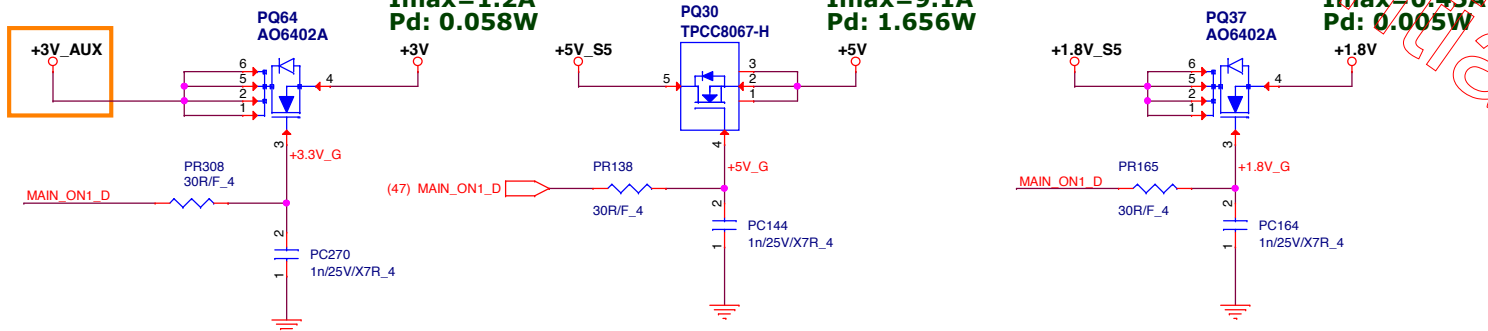 Imax=1.2A
Pd: 0.058W
PQ64
AO6402A
+3V_AUX
+3V
6
5
2
1
4
3
+3.3V_G
PR308
30R/F_4
MAIN_ON1_D
2
1
PC270
1n/25V/X7R_4
Imax=9.1A
Pd: 1.656W
PQ30
TPCC8067-H
+5V_S5
+5V
5
3
2
1
4
+5V_G
PR138
30R/F_4
(47) MAIN_ON1_D
2
1
PC144
1n/25V/X7R_4
Imax=0.45A
Pd: 0.005W
PQ37
AO6402A
+1.8V_S5
+1.8V
6
5
2
1
4
3
+1.8V_G
PR165
30R/F_4
MAIN_ON1_D
2
1
PC164
1n/25V/X7R_4